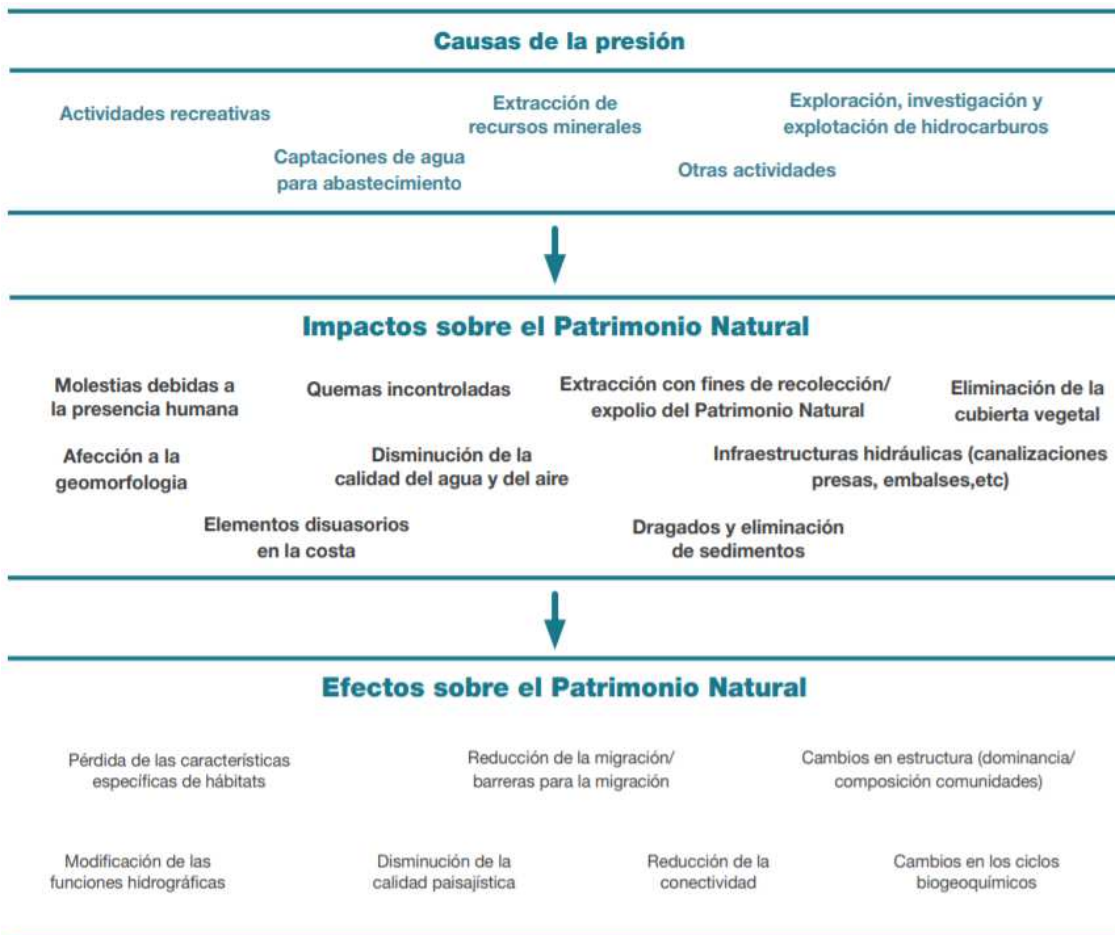 Causas de la presión
Actividades recreativas
Extracción de
recursos minerales
Exploración, investigación y
explotación de hidrocarburos
Captaciones de agua
para abastecimiento
Otras actividades
Impactos sobre el Patrimonio Natural
Molestias debidas a
la presencia humana
Quemas incontroladas
Extracción con fines de recolección/
expolio del Patrimonio Natural
Eliminación de la
cubierta vegetal
Afección a la
geomorfologia
Disminución de la
calidad del agua y del aire
Infraestructuras hidráulicas (canalizaciones
presas, embalses,etc)
Elementos disuasorios
en la costa
Dragados y eliminación
de sedimentos
Efectos sobre el Patrimonio Natural
Pérdida de las características
específicas de hábitats
Reducción de la migración/
barreras para la migración
Cambios en estructura (dominancia/
composición comunidades)
Modificación de las
funciones hidrográficas
Disminución de la
calidad paisajística
Reducción de la
conectividad
Cambios en los ciclos
biogeoquímicos